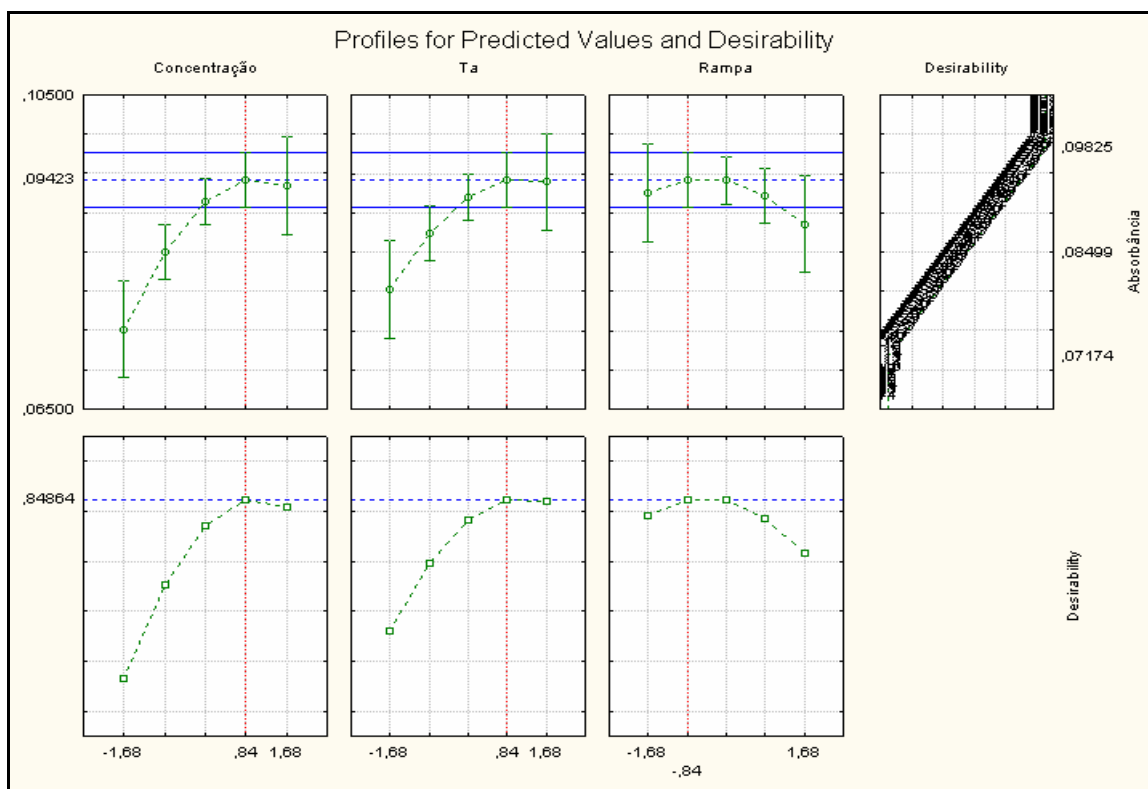 Profiles for Predicted Values and Desirability
Concentração Ta Rampa Desirability
,10500
,09825
,09423
,08499
Absorbância
,07174
,06500
,84864
Desirability
-1,68 ,84 1,68 -1,68 ,84 1,68 -1,68 1,68
-,84